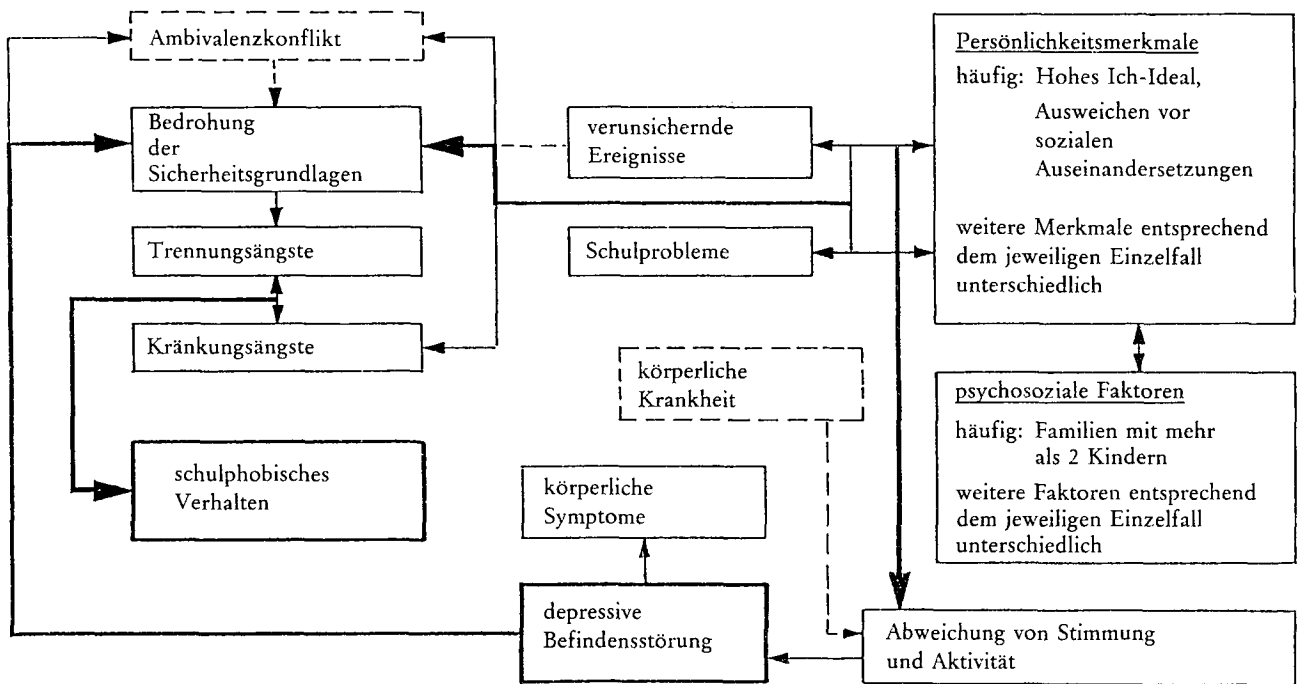 Ambivalenzkonflikt
Bedrohung
der
Sicherheitsgrundlagen
Trennungsängste
Kränkungsängste
schulphobisches
Verhalten
verunsichernde
Ereignisse
Schulprobleme
körperliche
Krankheit
körperliche
Symptome
depressive
Befindensstörung
Persönlichkeitsmerkmale
häufig: Hohes Ich-Ideal,
Ausweichen vor
sozialen
Auseinandersetzungen
weitere Merkmale entsprechend
dem jeweiligen Einzelfall
unterschiedlich
psychosoziale Faktoren
häufig: Familien mit mehr
als 2 Kindern
weitere Faktoren entsprechend
dem jeweiligen Einzelfall
unterschiedlich
Abweichung von Stimmung
und Aktivität